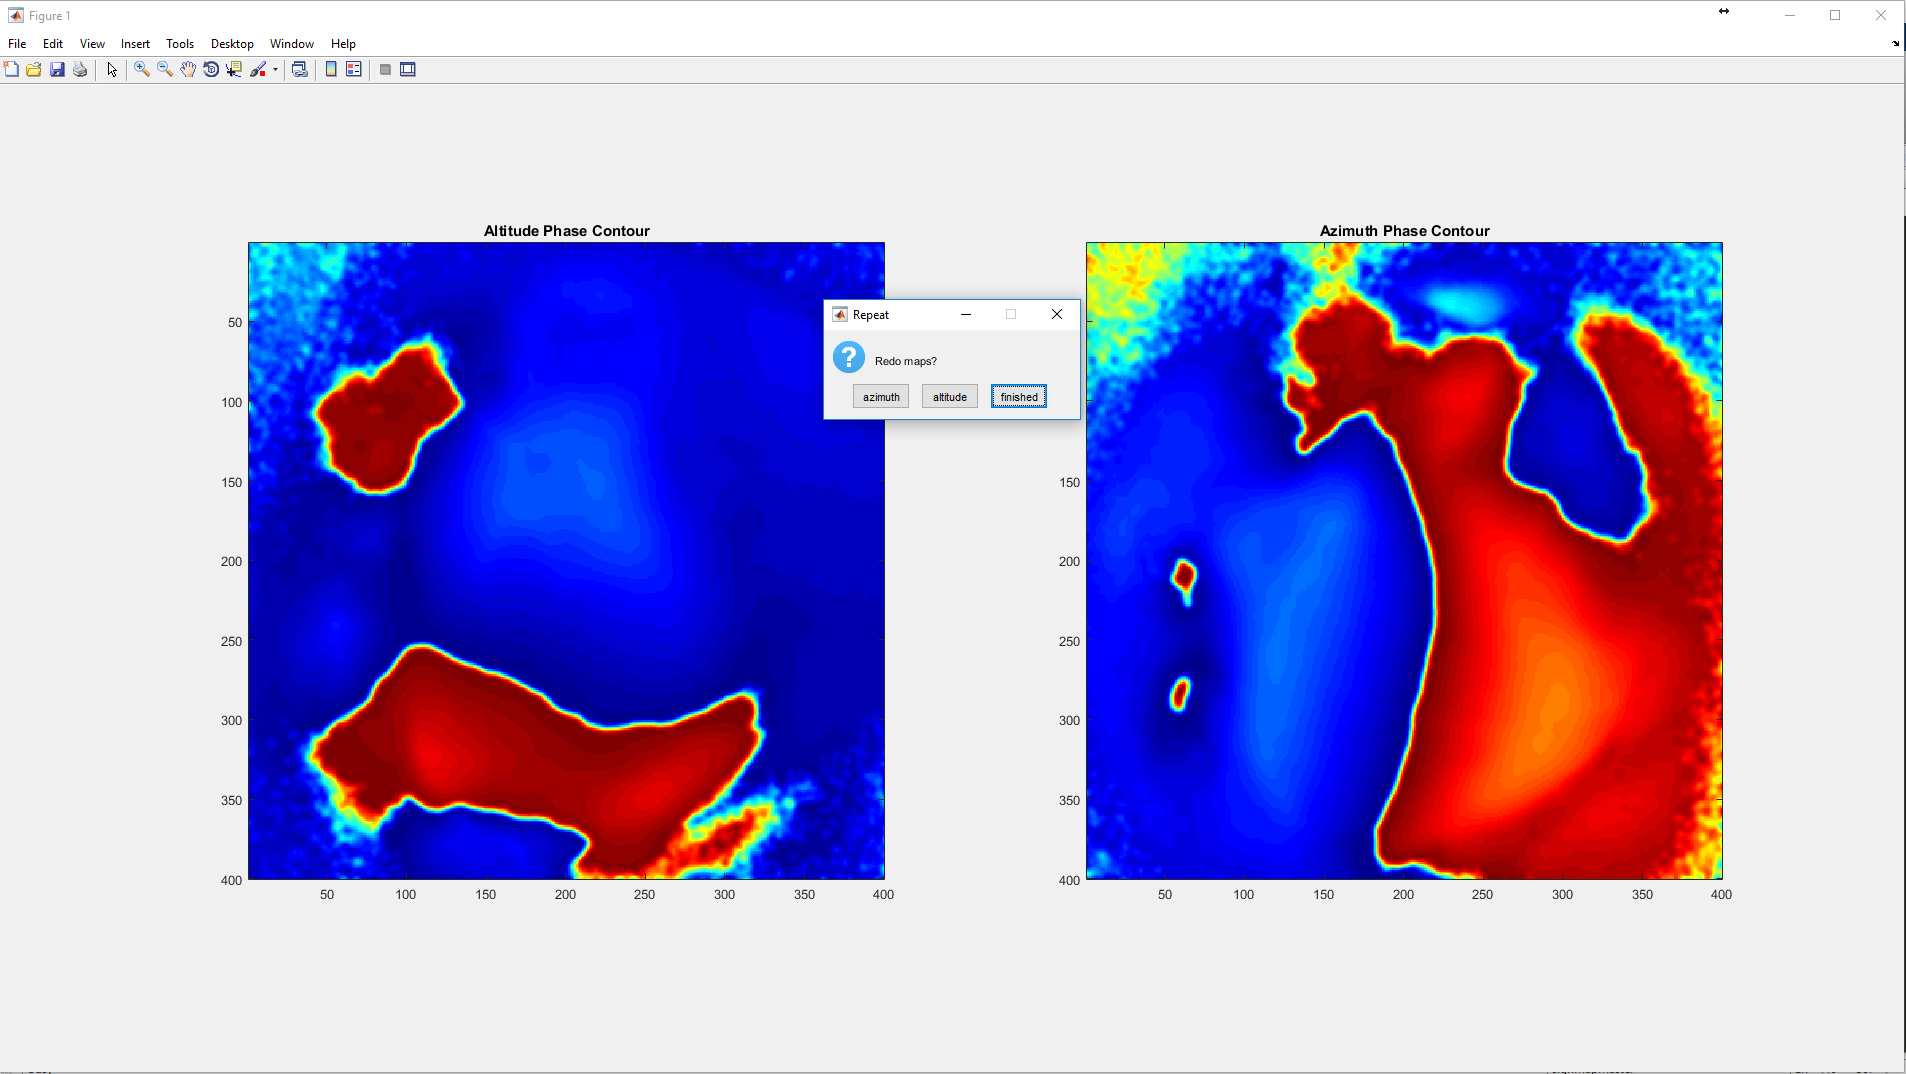 Figure 1
File Edit View Insert Tools Desktop Window Help
Altitude Phase Contour
Azimuth Phase Contour
50
100
150
200
250
300
350
400
50 100 150 200 250 300 350 400
Repeat
Redo maps?
azimuth altitude finished
150
200
250
300
350
400
50 100 150 200 250 300 350 400